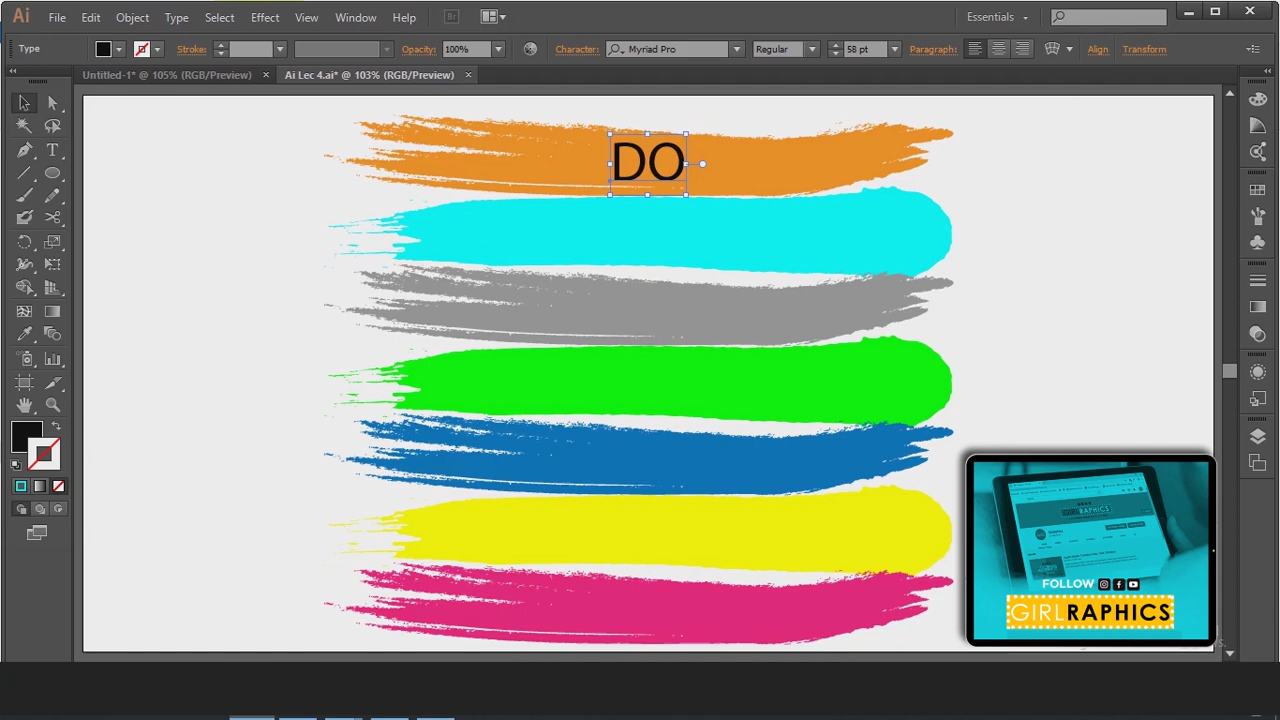 Ai File Edit Object Type Select Effect View Window Help Br Essentials
Type Stroke: Opacity: 100% Character: Myriad Pro Regular 58 pt Paragraph: Align Transform
Untitled-1* @ 105% (RGB/Preview) × Ai Lec 4.ai* @ 103% (RGB/Preview) ×
DO
FOLLOW
GIRLRAPHICS